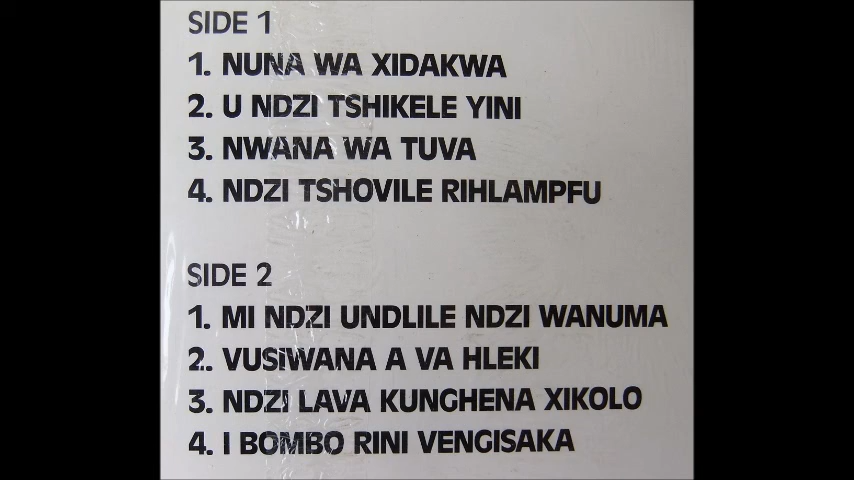 SIDE 1
1. NUNA WA XIDAKWA
2. U NDZI TSHIKELE YINI
3. NWANA WA TUVA
4. NDZI TSHOVILE RIHLAMPFU
SIDE 2
1. MI NDZI UNDLILE NDZI WANUMA
2. VUSIWANA A VA HLEKI
3. NDZI LAVA KUNGHENA XIKOLO
4. I BOMBO RINI VENGISAKA